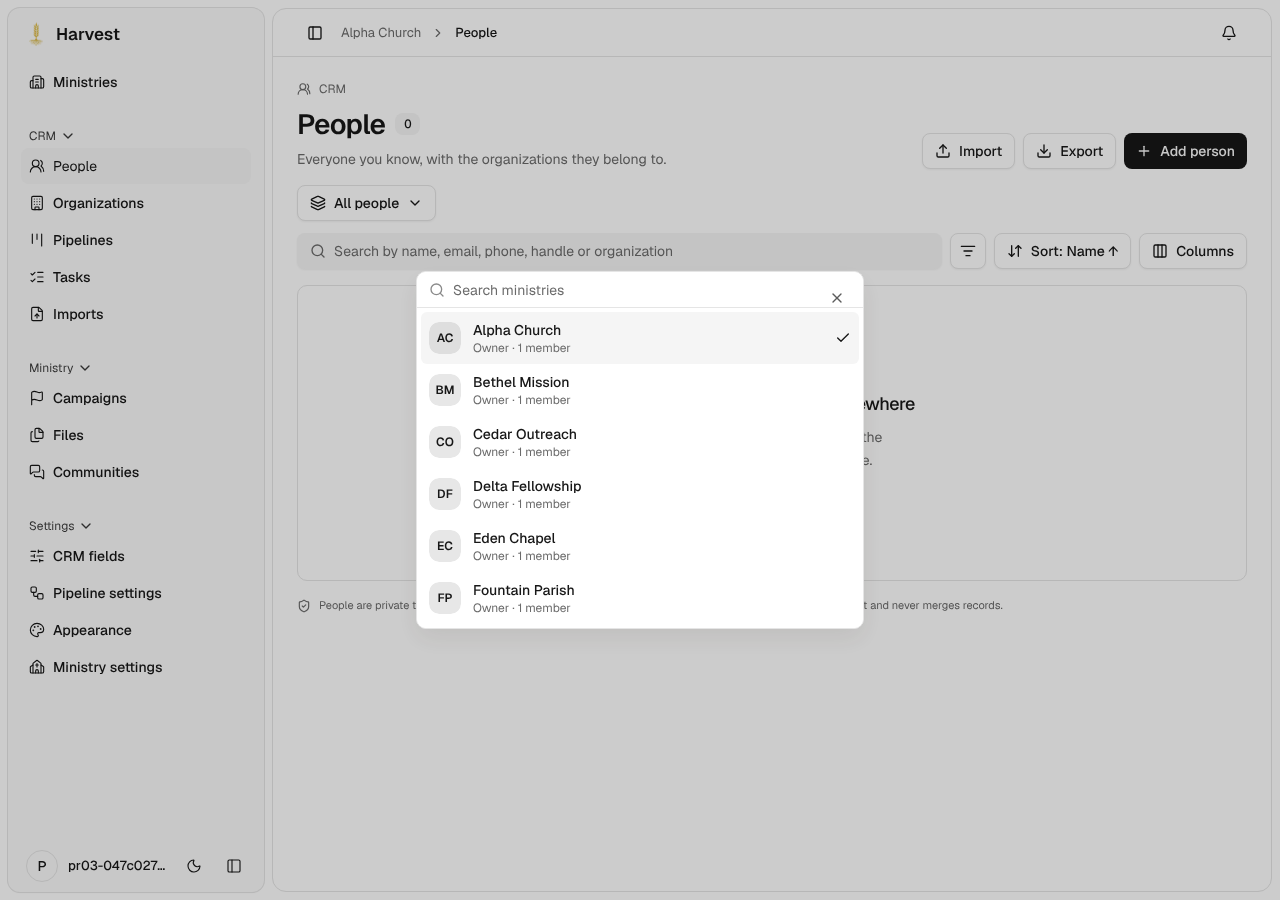 Harvest
Ministries
CRM
People
Organizations
Pipelines
Tasks
Imports
Ministry
Campaigns
Files
Communities
Settings
CRM fields
Pipeline settings
Appearance
Ministry settings
P
pr03-047c027…
Alpha Church
People
CRM
People 0
Everyone you know, with the organizations they belong to.
Import
Export
Add person
All people
Search by name, email, phone, handle or organization
Sort: Name ↑
Columns
Search ministries
AC
Alpha Church
Owner · 1 member
BM
Bethel Mission
Owner · 1 member
CO
Cedar Outreach
Owner · 1 member
DF
Delta Fellowship
Owner · 1 member
EC
Eden Chapel
Owner · 1 member
FP
Fountain Parish
Owner · 1 member
the
People are private
and never merges records.